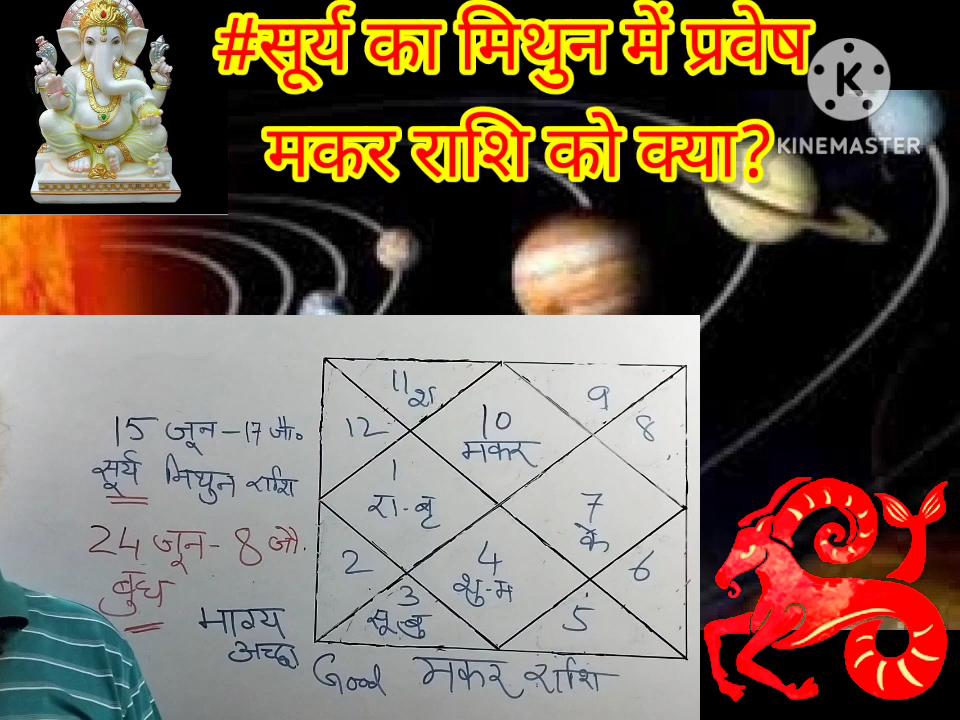 #सूर्य का मिथुन में प्रवेष
मकर राशि को क्या?
K
KINEMASTER
15 जून - 17 जौ॰
सूर्य मिथुन राशि
24 जून - 8 जौ.
बुध
भाग्य
अच्छा
11 श
12
10
मकर
9
8
1
रा - बृ
7
के
2
4
शु - म
6
3
सू. बु
5
Good मकर राशि